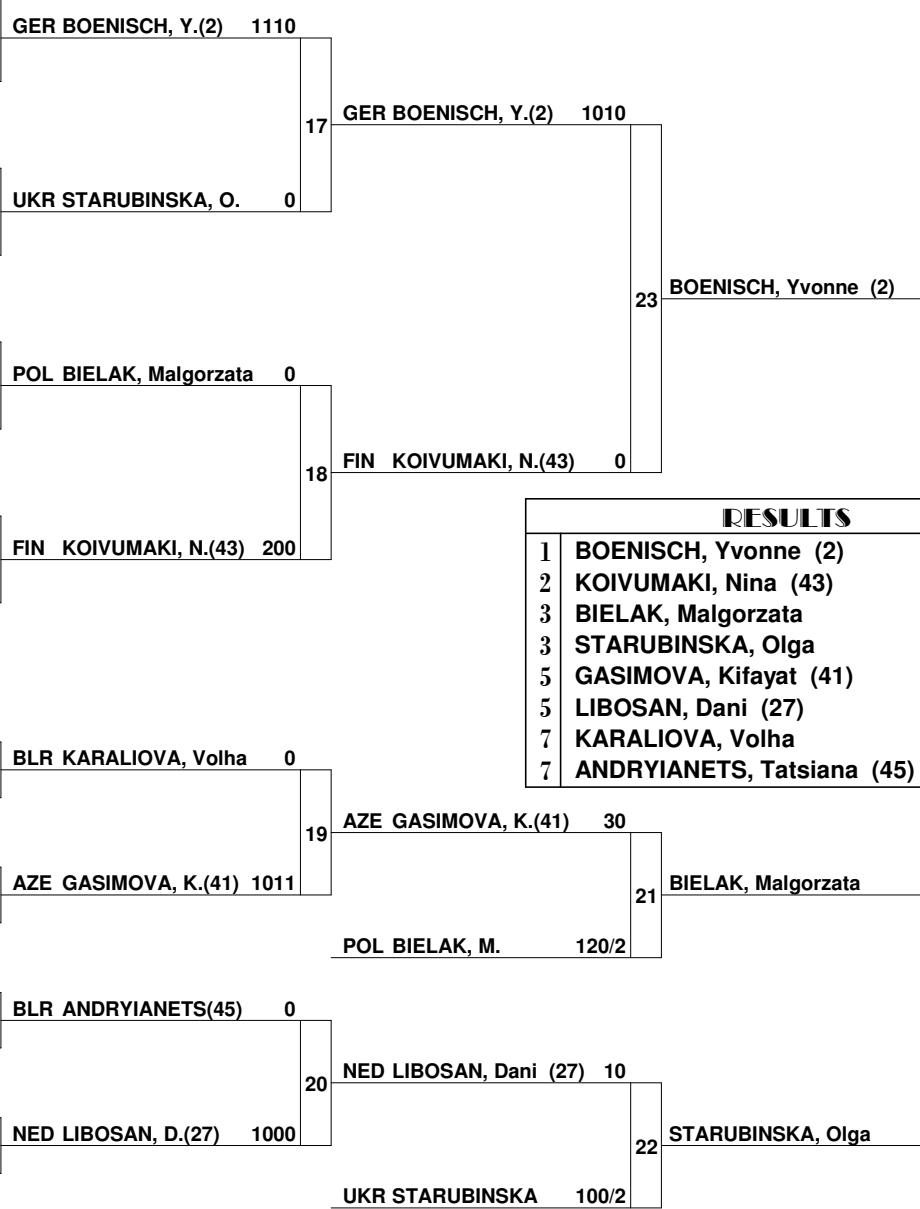 GER BOENISCH, Y.(2) 1110
17
GER BOENISCH, Y.(2) 1010
UKR STARUBINSKA, O. 0
23
BOENISCH, Yvonne (2)
POL BIELAK, Malgorzata 0
18
FIN KOIVUMAKI, N.(43) 0
FIN KOIVUMAKI, N.(43) 200
RESULTS
1 BOENISCH, Yvonne (2)
2 KOIVUMAKI, Nina (43)
3 BIELAK, Malgorzata
3 STARUBINSKA, Olga
5 GASIMOVA, Kifayat (41)
5 LIBOSAN, Dani (27)
7 KARALIOVA, Volha
7 ANDRYIANETS, Tatsiana (45)
BLR KARALIOVA, Volha 0
19
AZE GASIMOVA, K.(41) 30
AZE GASIMOVA, K.(41) 1011
21
BIELAK, Malgorzata
POL BIELAK, M. 120/2
BLR ANDRYIANETS(45) 0
20
NED LIBOSAN, Dani (27) 10
NED LIBOSAN, D.(27) 1000
22
STARUBINSKA, Olga
UKR STARUBINSKA 100/2